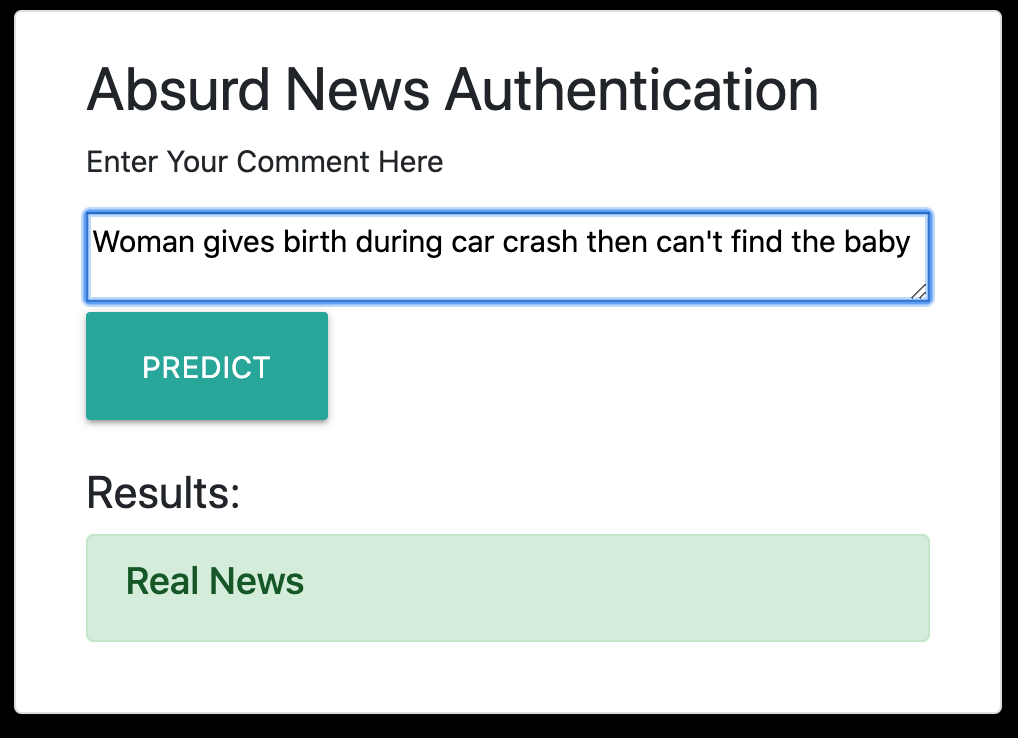 Absurd News Authentication
Enter Your Comment Here
Woman gives birth during car crash then can't find the baby
PREDICT
Results:
Real News